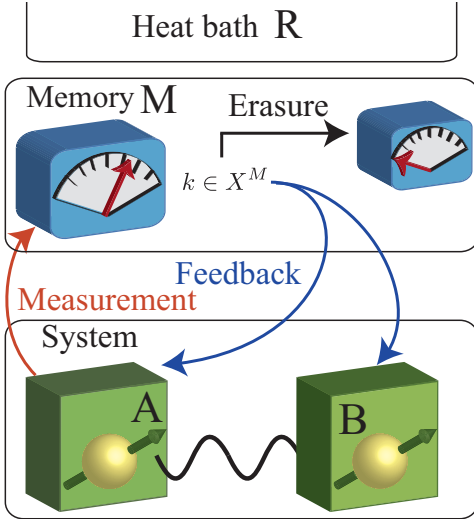 Heat bath R
Memory M
Erasure
k ∈ X^M
Feedback
Measurement
System
A
B